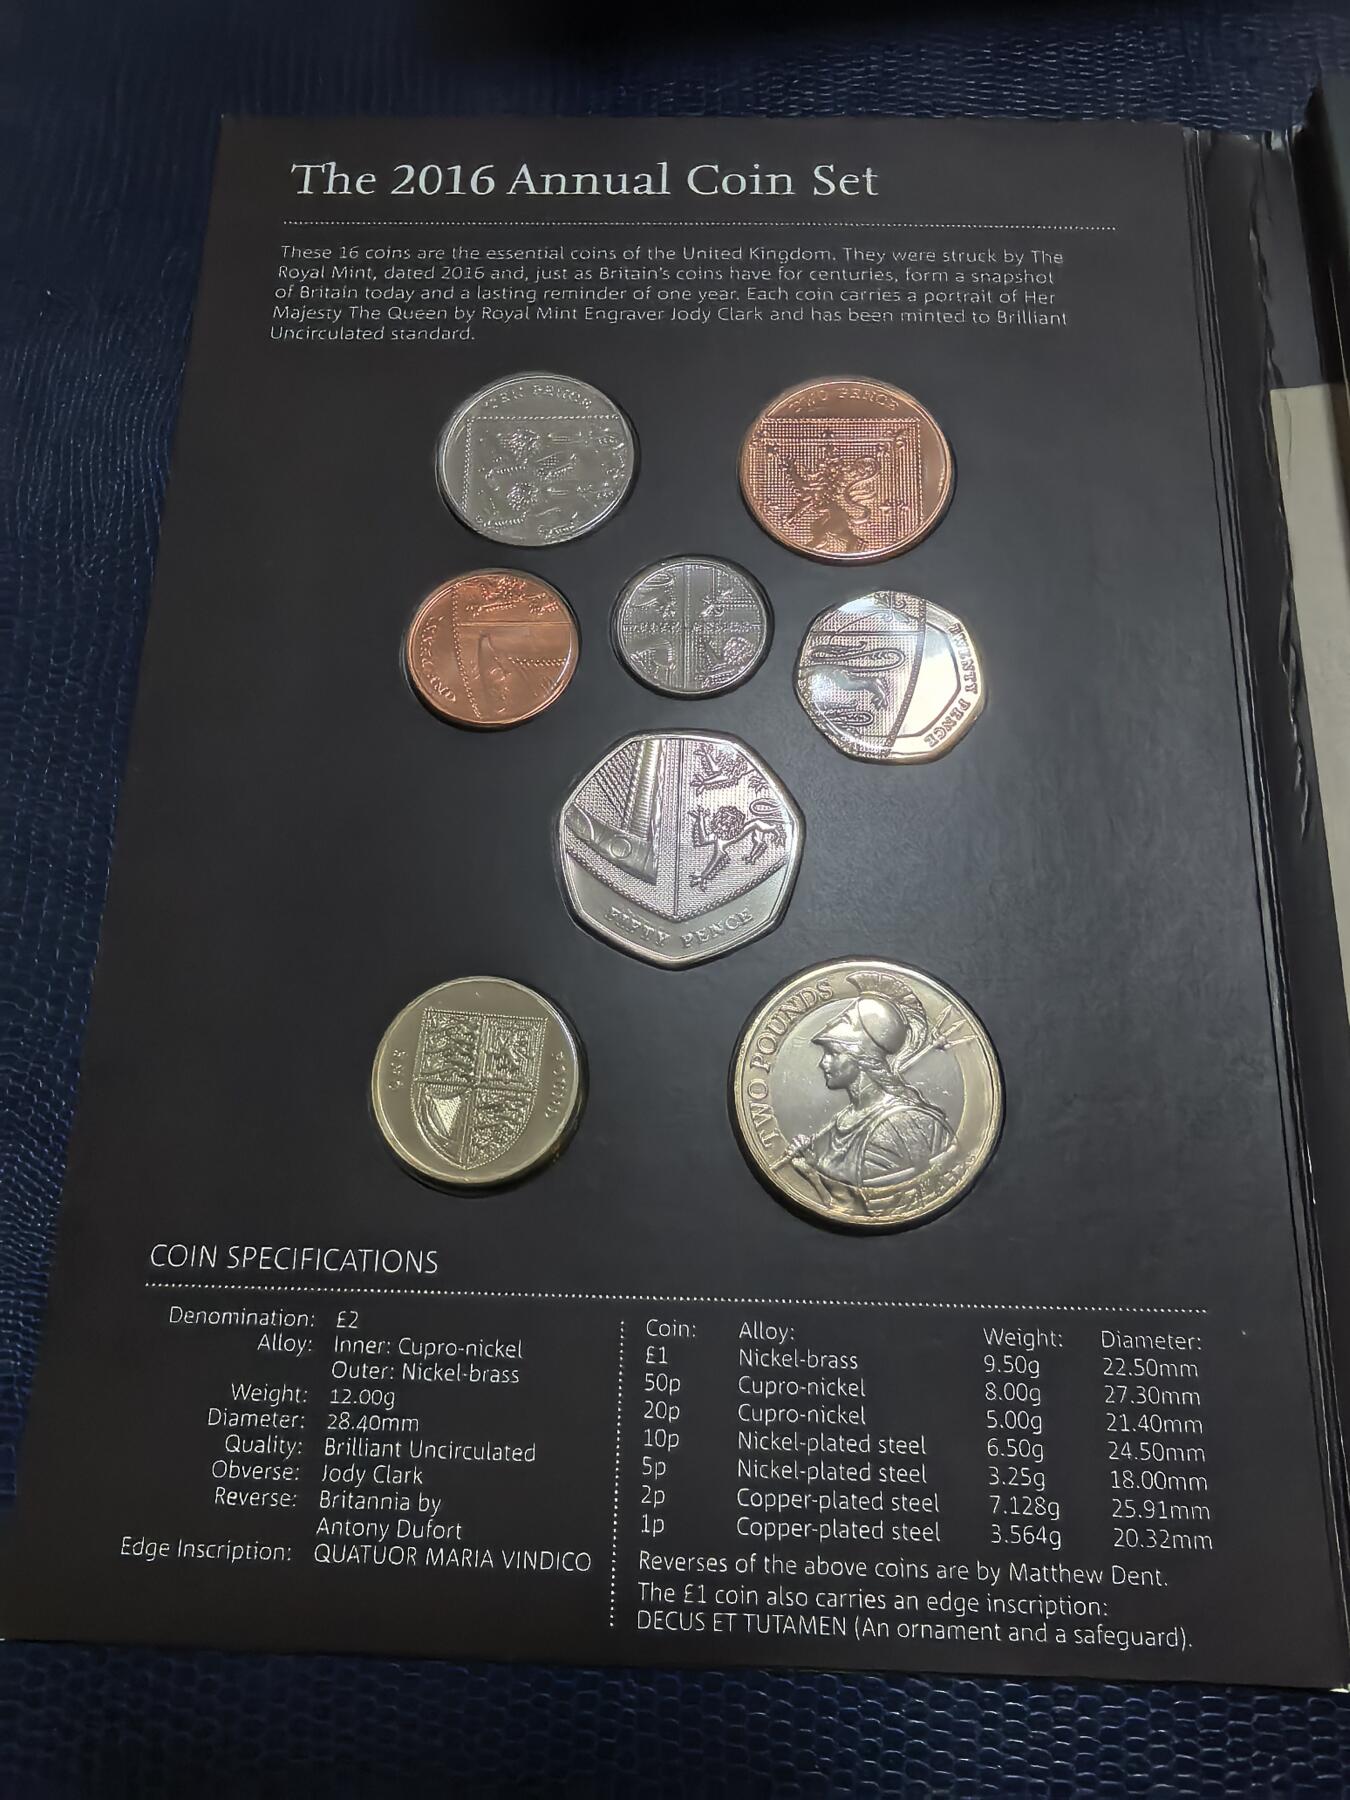 The 2016 Annual Coin Set
These 16 coins are the essential coins of the United Kingdom. They were struck by The
Royal Mint, dated 2016 and, just as Britain's coins have for centuries, form a snapshot
of Britain today and a lasting reminder of one year. Each coin carries a portrait of Her
Majesty The Queen by Royal Mint Engraver Jody Clark and has been minted to Brilliant
Uncirculated standard.
TEN PENCE
TWO PENCE
ONE PENNY
TWENTY PENCE
FIFTY PENCE
ONE POUND
TWO POUNDS
COIN SPECIFICATIONS
Denomination: £2
Alloy: Inner: Cupro-nickel
Outer: Nickel-brass
Weight: 12.00g
Diameter: 28.40mm
Quality: Brilliant Uncirculated
Obverse: Jody Clark
Reverse: Britannia by
Antony Dufort
Edge Inscription: QUATUOR MARIA VINDICO
Coin: Alloy: Weight: Diameter:
£1 Nickel-brass 9.50g 22.50mm
50p Cupro-nickel 8.00g 27.30mm
20p Cupro-nickel 5.00g 21.40mm
10p Nickel-plated steel 6.50g 24.50mm
5p Nickel-plated steel 3.25g 18.00mm
2p Copper-plated steel 7.128g 25.91mm
1p Copper-plated steel 3.564g 20.32mm
Reverses of the above coins are by Matthew Dent.
The £1 coin also carries an edge inscription:
DECUS ET TUTAMEN (An ornament and a safeguard).